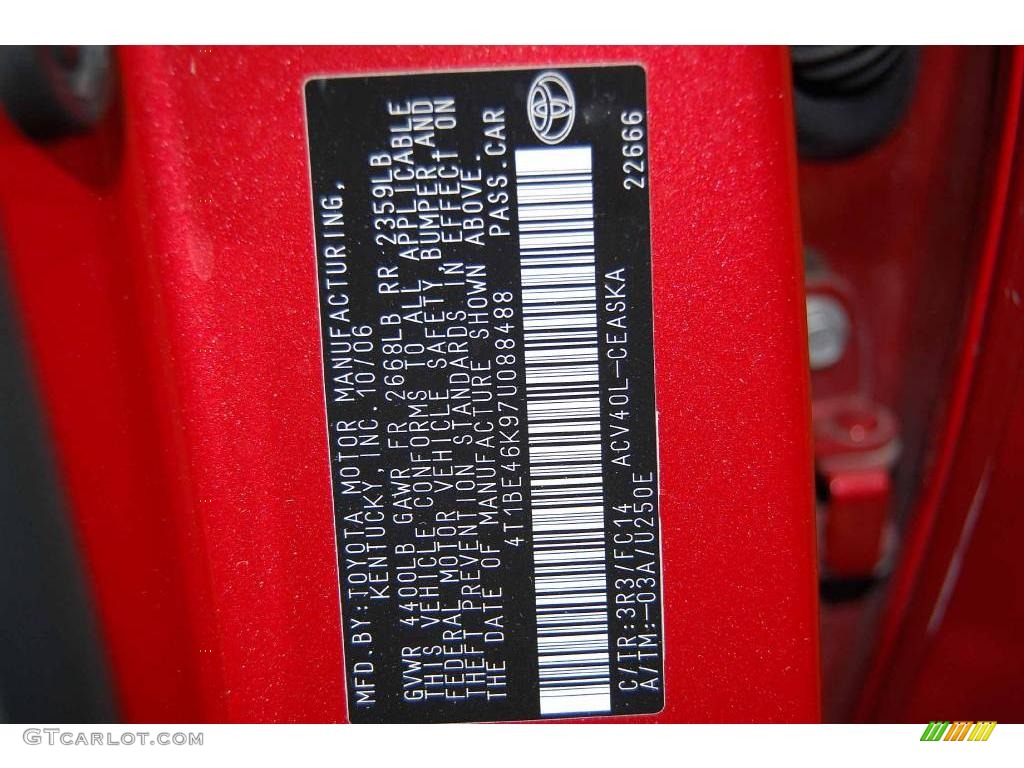 MFD.BY:TOYOTA MOTOR MANUFACTURING,
KENTUCKY, INC. 10/06
GVWR 4400LB GAWR FR 2668LB RR 2359LB
THIS VEHICLE CONFORMS TO ALL APPLICABLE
FEDERAL MOTOR VEHICLE SAFETY,BUMPER,AND
THEFT PREVENTION STANDARDS IN EFFECT ON
THE DATE OF MANUFACTURE SHOWN ABOVE.
4T1BE46K97U088488 PASS.CAR
C/TR:3R3/FC14 ACV40L-CEASKA 22666
A/TM:-03A/U250E
GTcarlot.com